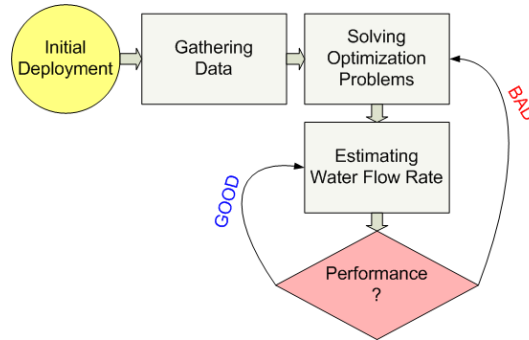 Initial
Deployment
Gathering
Data
Solving
Optimization
Problems
BAD
Estimating
Water Flow Rate
GOOD
Performance
?